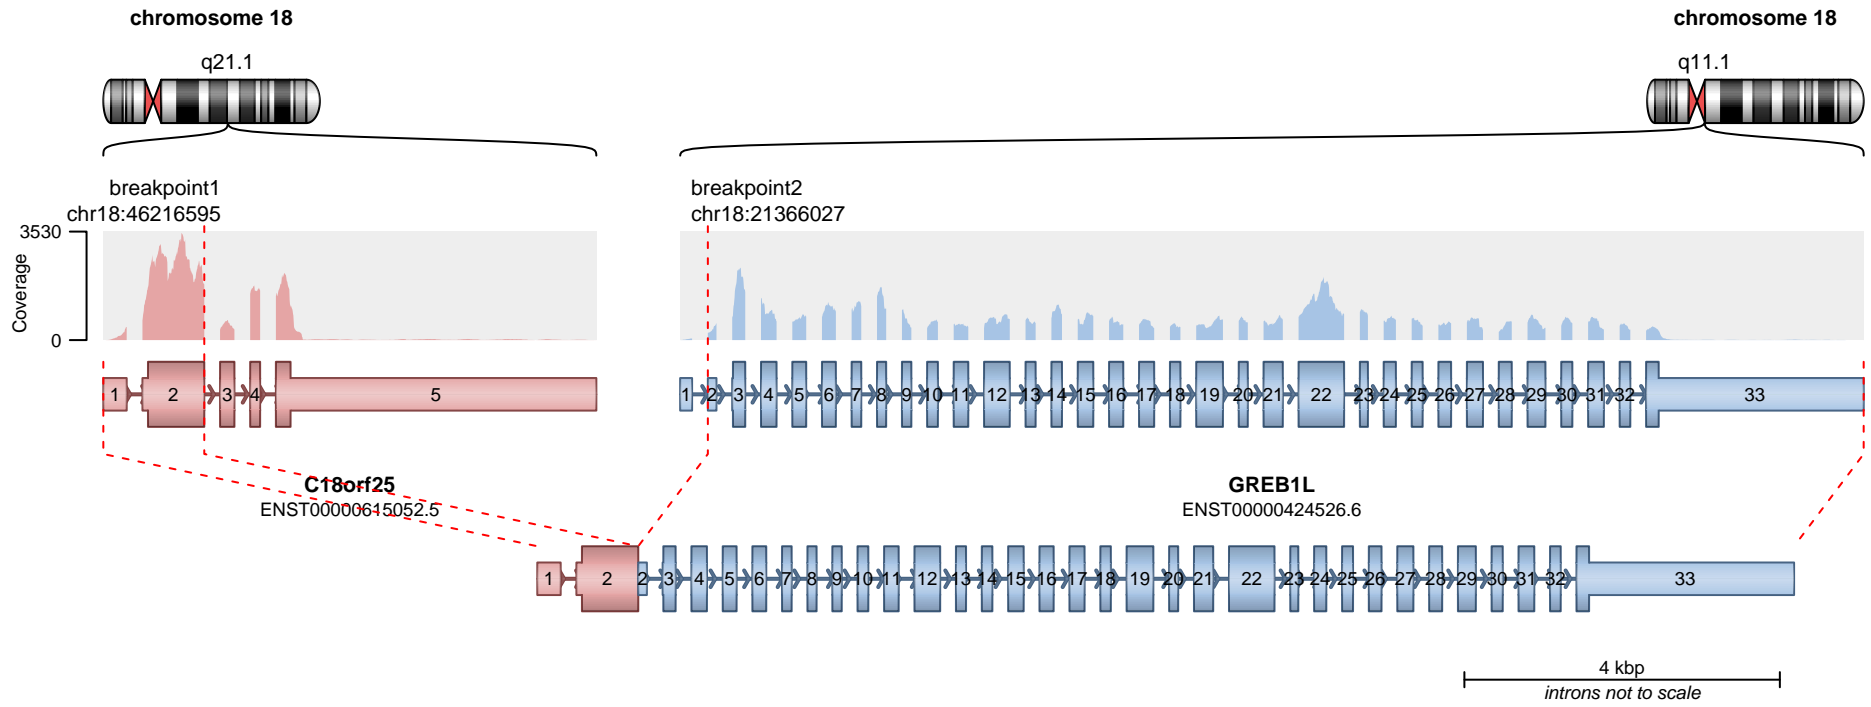 chromosome 18
chromosome 18
q21.1
q11.1
breakpoint1
chr18:46216595
breakpoint2
chr18:21366027
3530
Coverage
0
1 2 3 4 5
1 2 3 4 5 6 7 8 9 10 11 12 13 14 15 16 17 18 19 20 21 22 23 24 25 26 27 28 29 30 31 32 33
C18orf25
ENST00000615052.5
GREB1L
ENST00000424526.6
1 2 2 3 4 5 6 7 8 9 10 11 12 13 14 15 16 17 18 19 20 21 22 23 24 25 26 27 28 29 30 31 32 33
4 kbp
introns not to scale